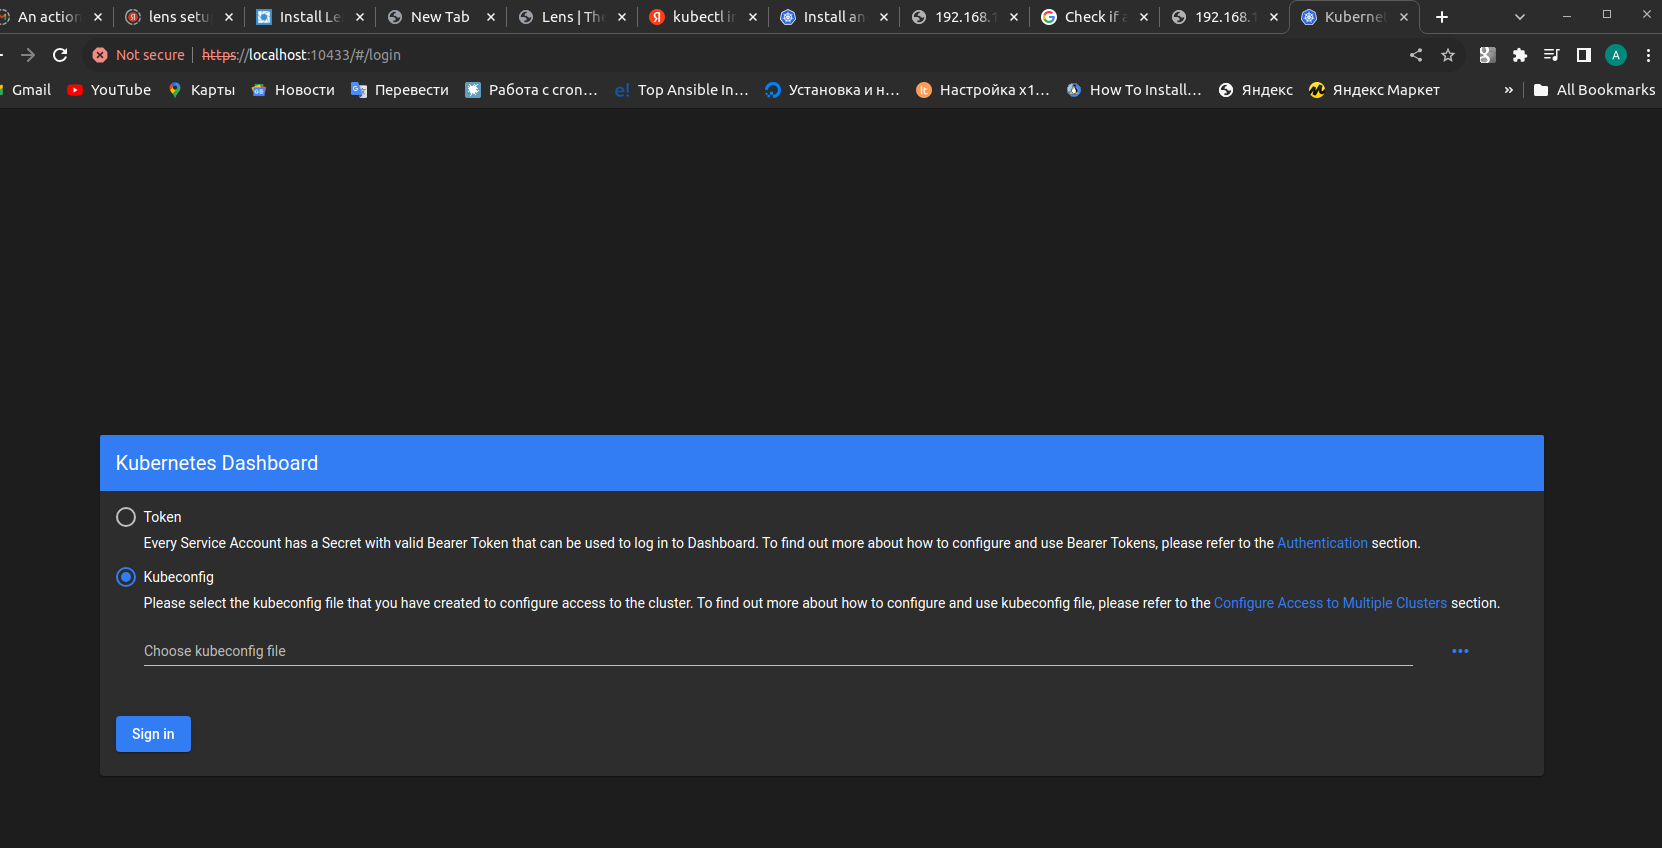 An action
lens setu
Install Le
New Tab
Lens | The
kubectl in
Install an
192.168.1
Check if a
192.168.1
Kubernet
Not secure | https://localhost:10433/#/login
A
Gmail
YouTube
Карты
Новости
Перевести
Работа с cron...
Top Ansible In...
Установка и н...
Настройка x1...
How To Install...
Яндекс
Яндекс Маркет
»
All Bookmarks
Kubernetes Dashboard
Token
Every Service Account has a Secret with valid Bearer Token that can be used to log in to Dashboard. To find out more about how to configure and use Bearer Tokens, please refer to the Authentication section.
Kubeconfig
Please select the kubeconfig file that you have created to configure access to the cluster. To find out more about how to configure and use kubeconfig file, please refer to the Configure Access to Multiple Clusters section.
Choose kubeconfig file
Sign in